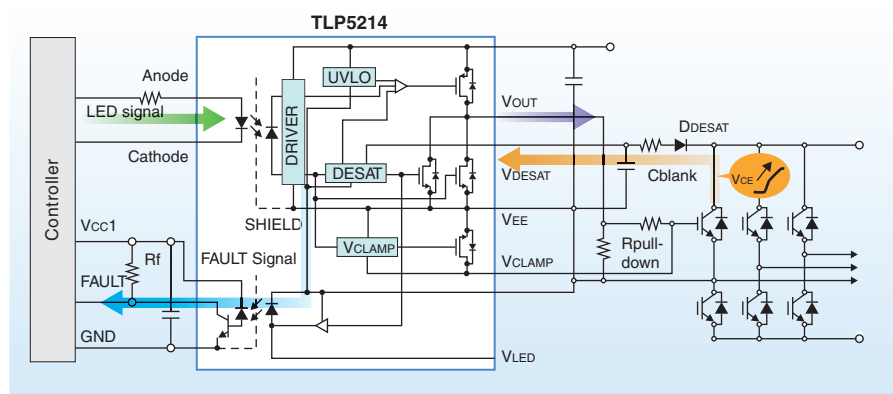 TLP5214
Controller
Anode
LED signal
Cathode
VCC1
Rf
FAULT
GND
UVLO
DRIVER
DESAT
SHIELD
VCLAMP
FAULT Signal
VOUT
VDESAT
VEE
VCLAMP
VLED
DDESAT
Cblank
VCE
Rpull-
down